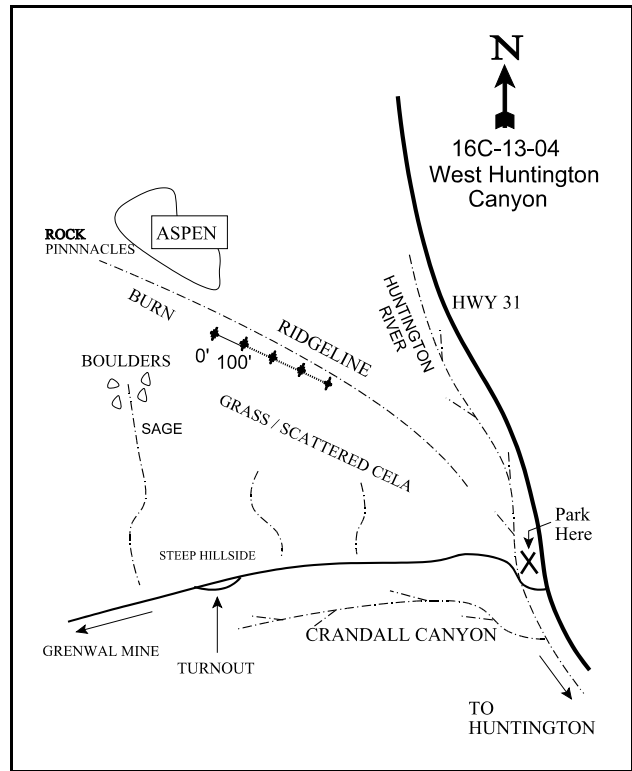 N
16C-13-04
West Huntington
Canyon
ROCK
PINNNACLES
ASPEN
BURN
RIDGELINE
HUNTINGTON
RIVER
HWY 31
BOULDERS
0' 100'
SAGE
GRASS / SCATTERED CELA
Park
Here
STEEP HILLSIDE
GRENWAL MINE
TURNOUT
CRANDALL CANYON
TO
HUNTINGTON